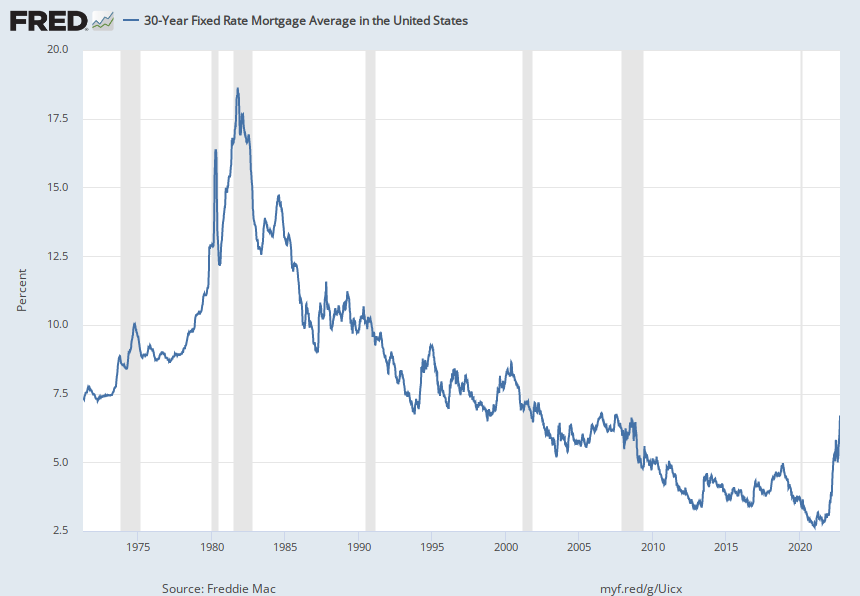 FRED 30-Year Fixed Rate Mortgage Average in the United States
20.0
17.5
15.0
12.5
10.0
7.5
5.0
2.5
Percent
1975 1980 1985 1990 1995 2000 2005 2010 2015 2020
Source: Freddie Mac myf.red/g/Uicx